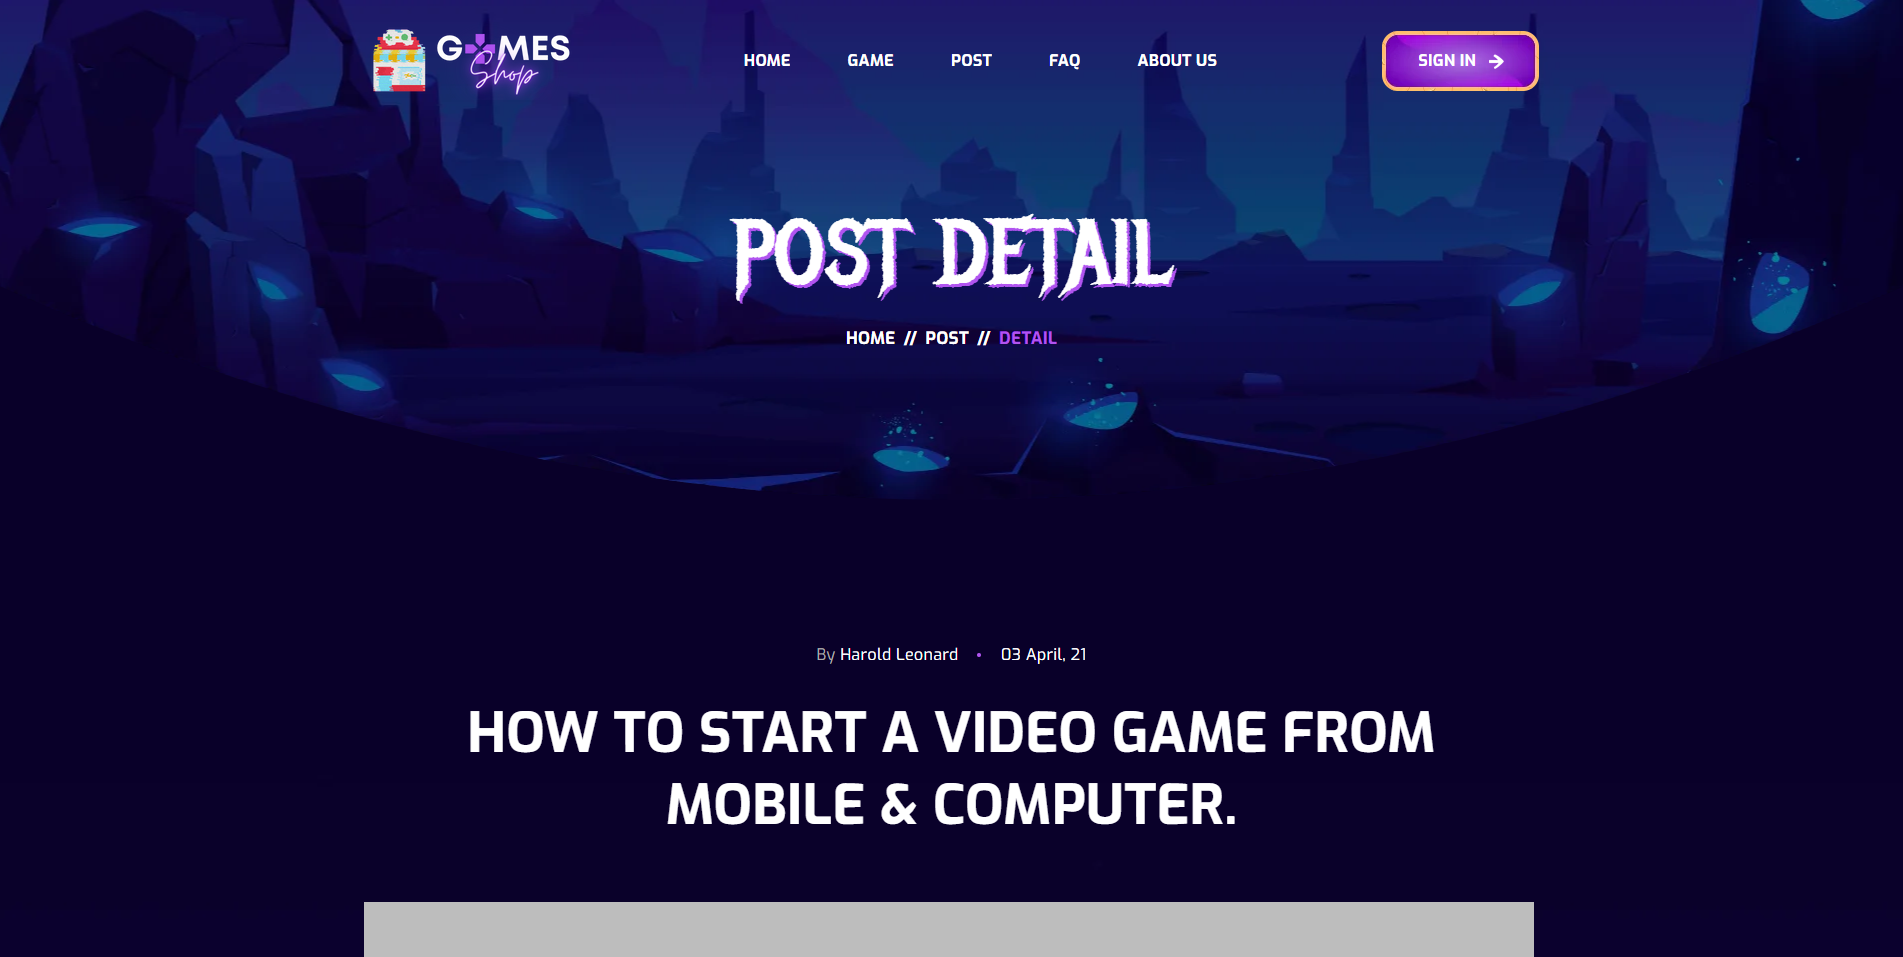 GAMES
Shop
HOME
GAME
POST
FAQ
ABOUT US
SIGN IN
POST DETAIL
HOME // POST // DETAIL
By Harold Leonard • 03 April, 21
HOW TO START A VIDEO GAME FROM
MOBILE & COMPUTER.